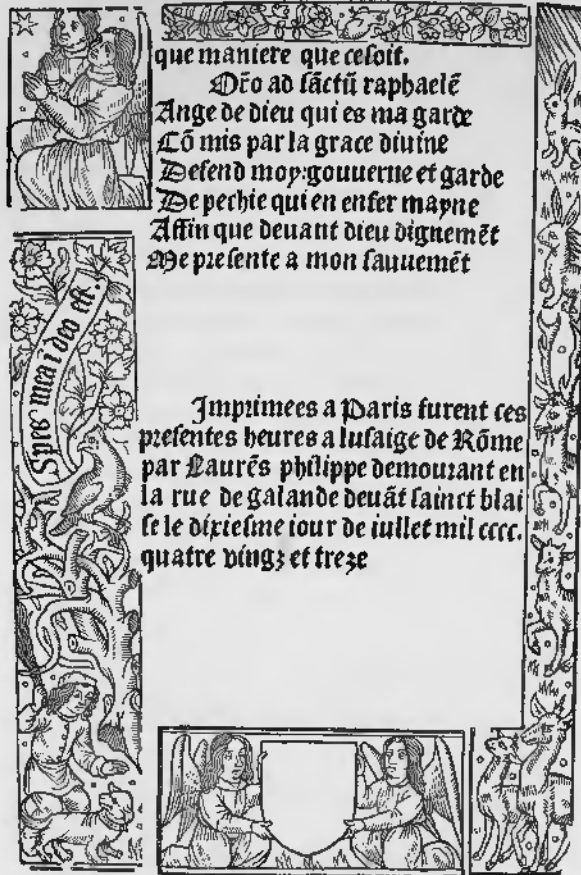 que maniere que cesoit.
Oro ad sāctū raphaelē
Ange de dieu qui es ma garde
Cō mis par la grace diuine
Defend moy: gouuerne et garde
De pechie qui en enfer mayne
Affin que deuant dieu dignemēt
Me presente a mon sauuemēt
Spes mea ī deo est.
Imprimees a Paris furent ces
presentes heures a lusaige de Rōme
par Laurēs philippe demourant en
la rue de galande deuāt sainct blai
se le dixiesme iour de iullet mil cccc.
quatre vingz et treze